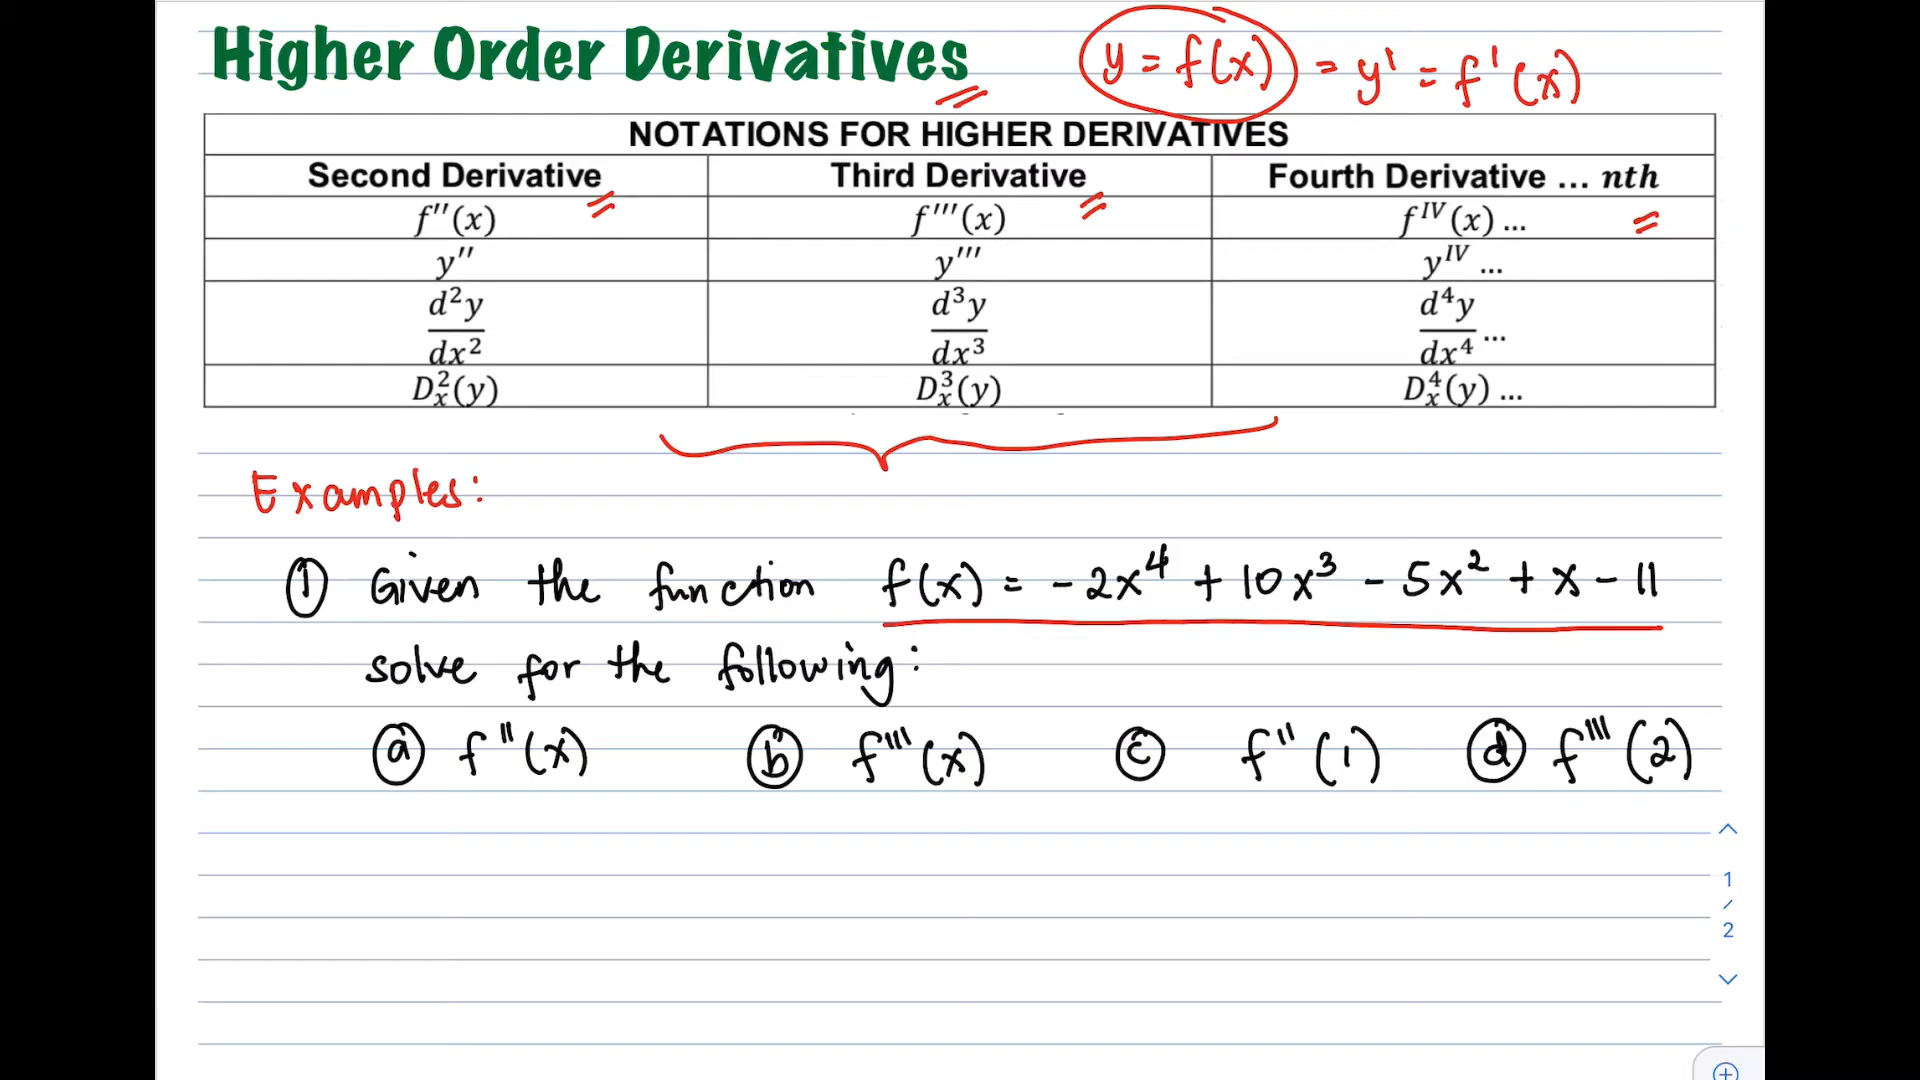 Higher Order Derivatives
y = f(x) = y' = f'(x)
NOTATIONS FOR HIGHER DERIVATIVES
Second Derivative Third Derivative Fourth Derivative … nth
f''(x) f'''(x) f^IV(x) …
y'' y''' y^IV …
d²y/dx² d³y/dx³ d⁴y/dx⁴ …
D²ₓ(y) D³ₓ(y) D⁴ₓ(y) …
Examples:
① Given the function f(x) = -2x⁴ + 10x³ - 5x² + x - 11
solve for the following:
ⓐ f''(x) ⓑ f'''(x) ⓒ f''(1) ⓓ f'''(2)
1
/
2